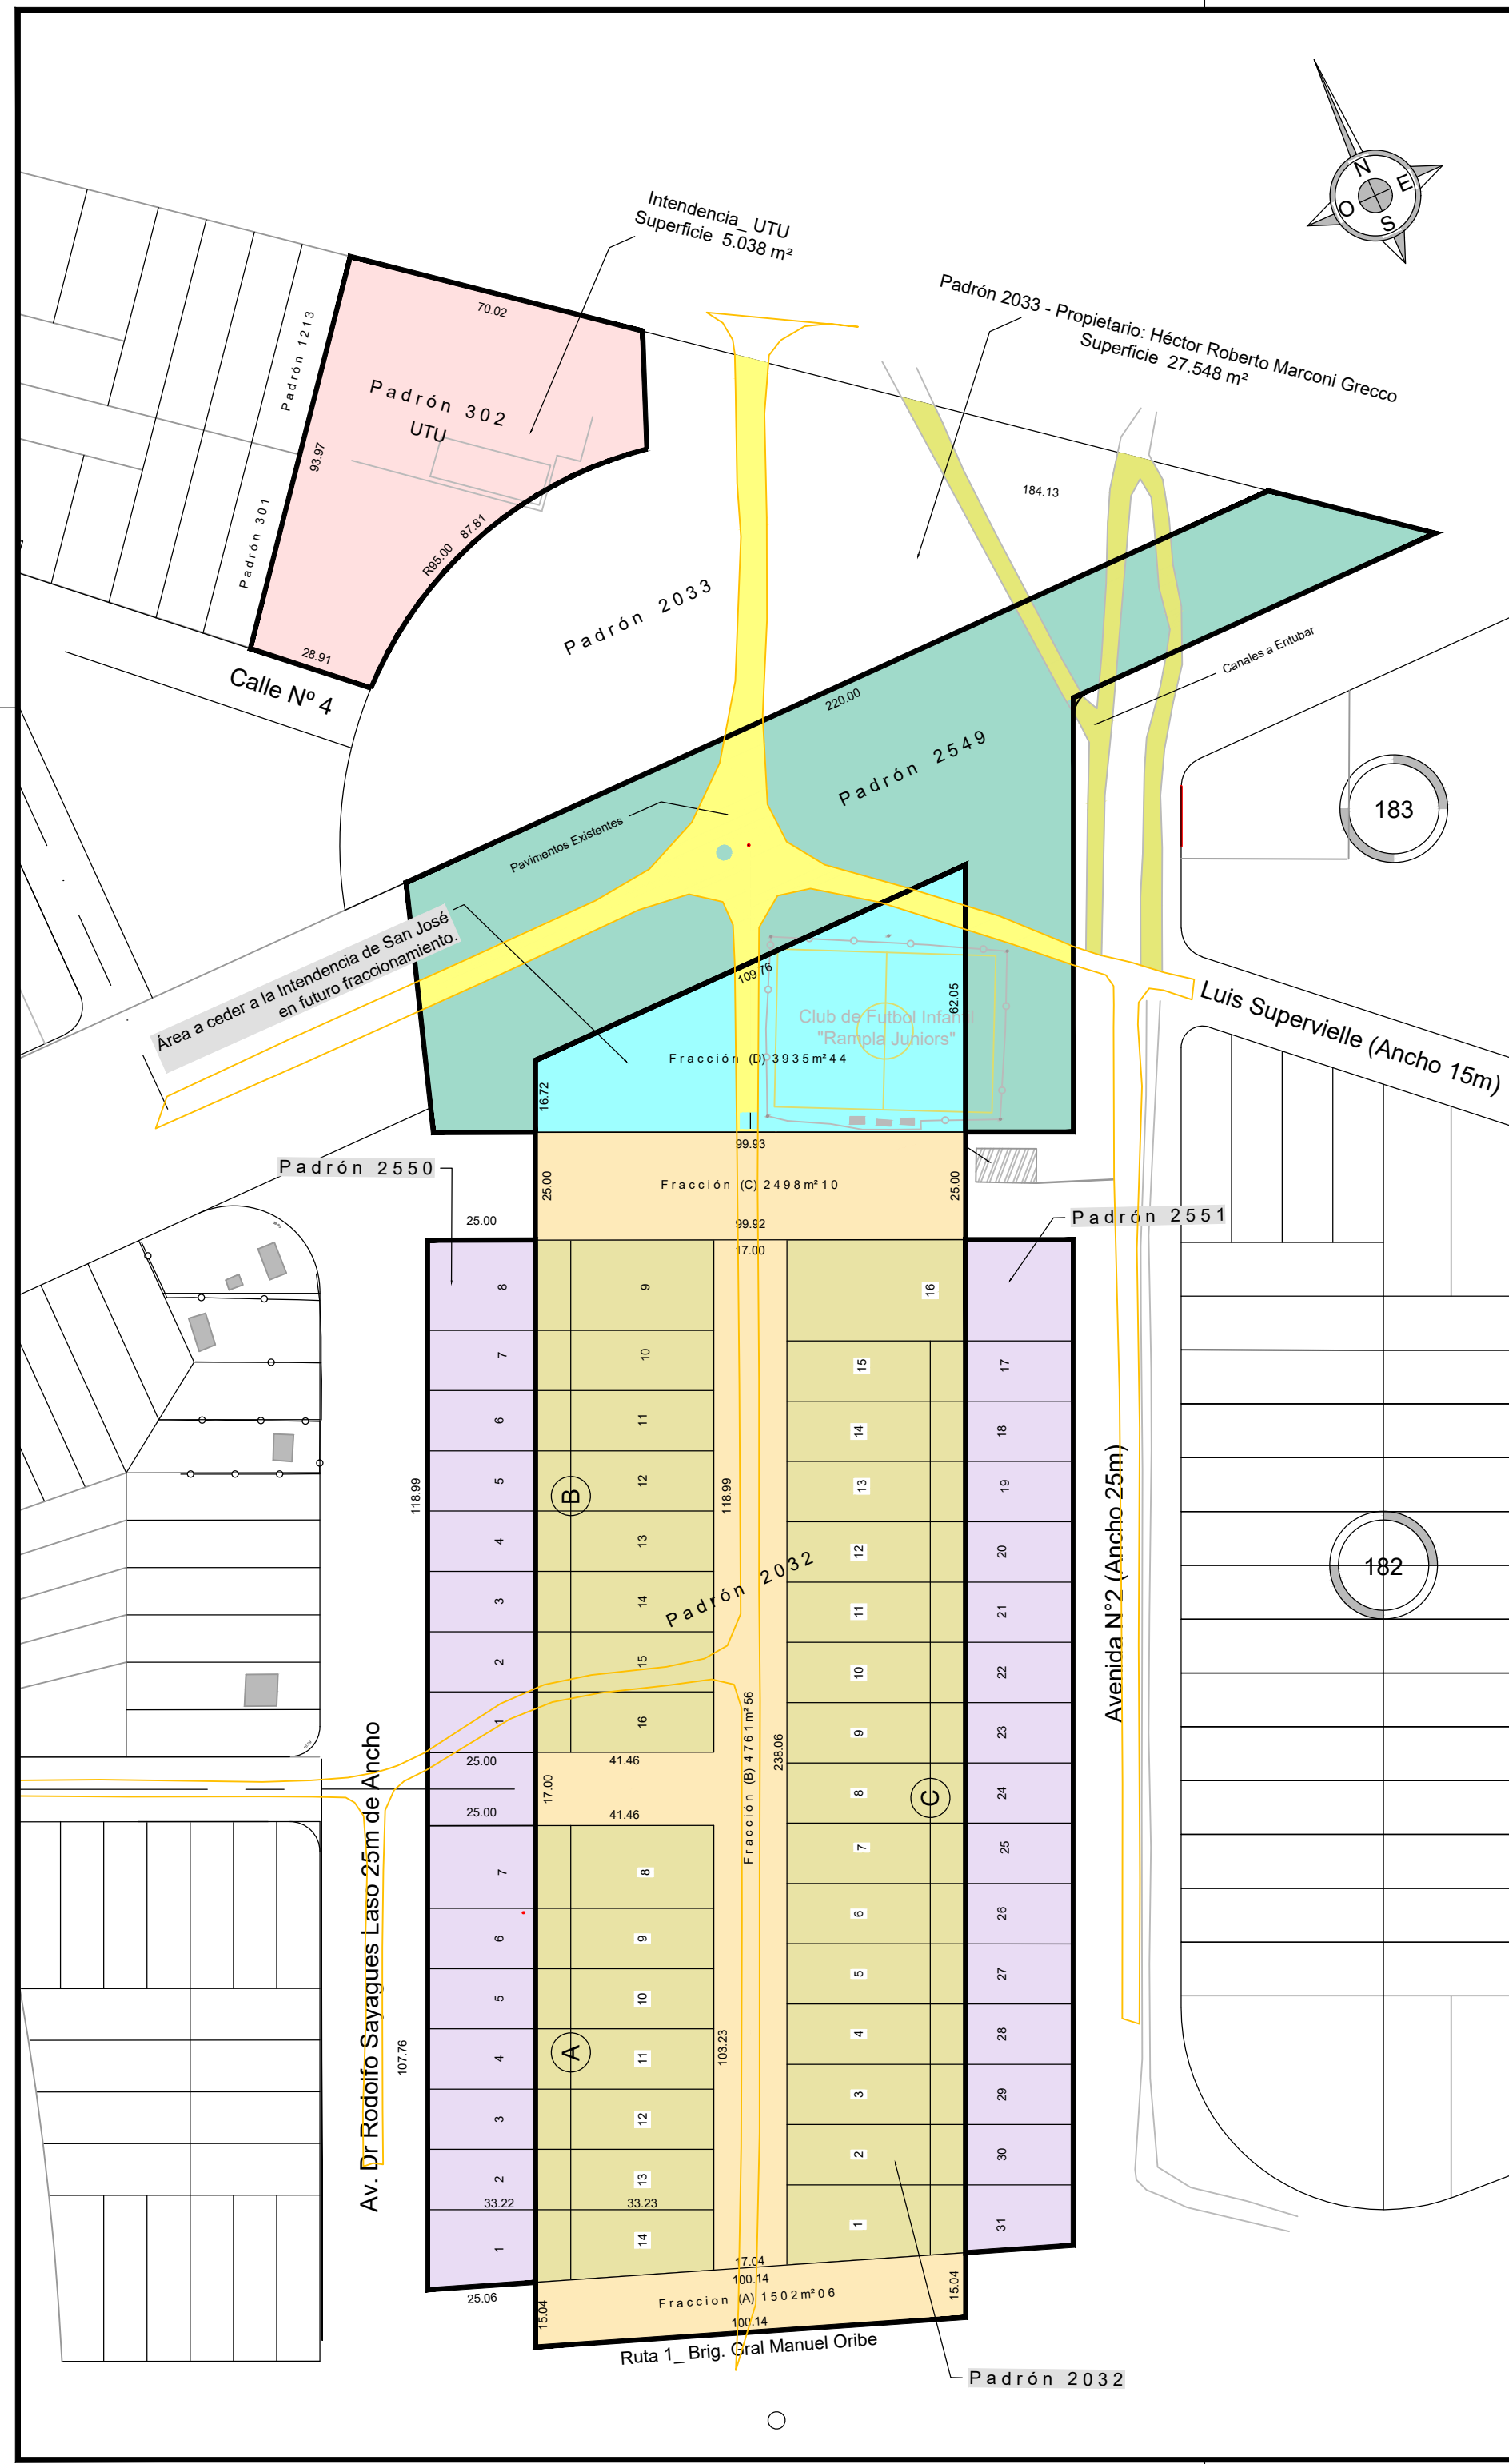 N
E
O
S
Intendencia_ UTU
Superficie 5.038 m²
Padrón 2033 - Propietario: Héctor Roberto Marconi Grecco
Superficie 27.548 m²
70.02
Padrón 1213
Padrón 302
UTU
93.97
184.13
Padrón 301
R95.00 87.81
Padrón 2033
28.91
Calle Nº 4
Canales a Entubar
220.00
Padrón 2549
183
Pavimentos Existentes
Área a ceder a la Intendencia de San José
en futuro fraccionamiento.
109.76
62.05
Luis Supervielle (Ancho 15m)
Club de Futbol Infantil
"Rampla Juniors"
Fracción (D) 3935m²44
16.72
99.93
Padrón 2550
25.00
Fracción (C) 2498m²10
25.00
25.00
99.92
Padrón 2551
17.00
8
9
16
7
10
15
17
6
11
14
18
5
12
13
19
118.99
B
118.99
4
13
12
20
Avenida N°2 (Ancho 25m)
182
Padrón 2032
3
14
11
21
2
15
10
22
1
16
9
23
25.00
41.46
238.06
17.00
8
24
C
25.00
41.46
Fracción (B) 4761m²56
Av. Dr Rodolfo Sayagues Laso 25m de Ancho
7
8
7
25
6
9
6
26
5
10
5
27
107.76
A
103.23
4
11
4
28
3
12
3
29
2
13
2
30
33.22
33.23
1
14
1
31
17.04
100.14
25.06
15.04
Fraccion (A) 1502m²06
15.04
100.14
Ruta 1_ Brig. Gral Manuel Oribe
Padrón 2032